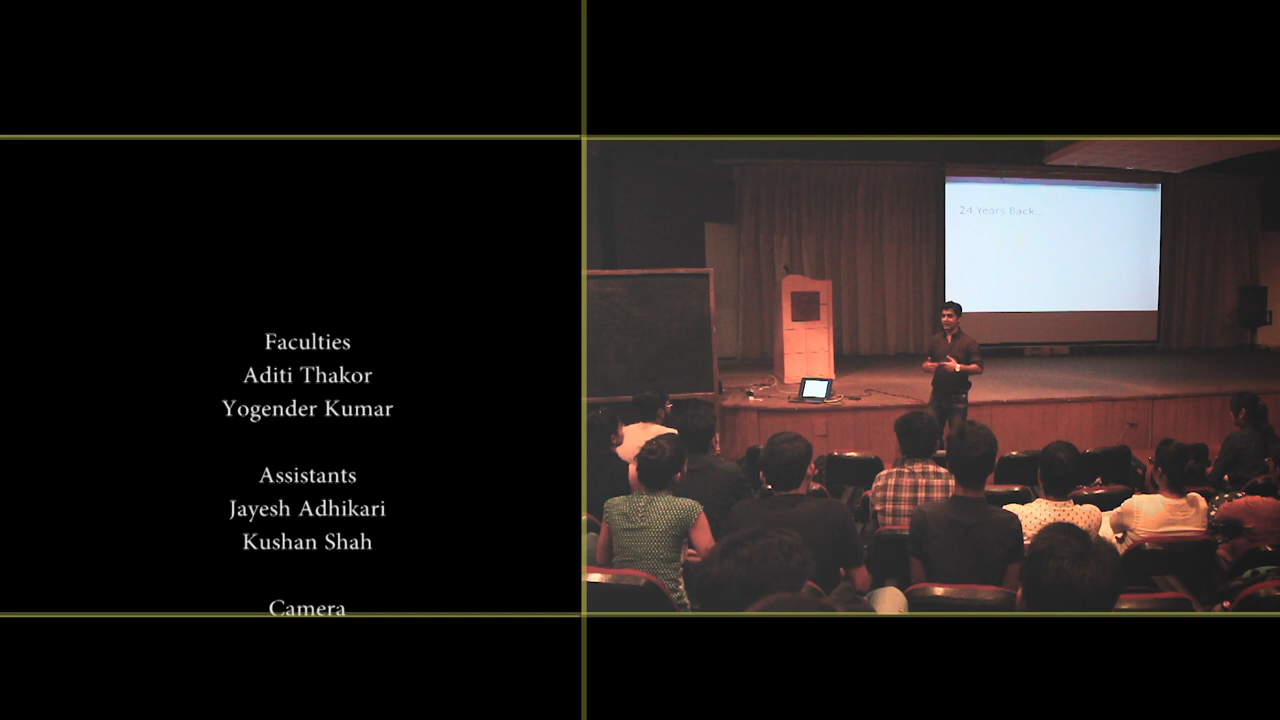 Faculties
Aditi Thakor
Yogender Kumar
Assistants
Jayesh Adhikari
Kushan Shah
Camera
24 Years Back...